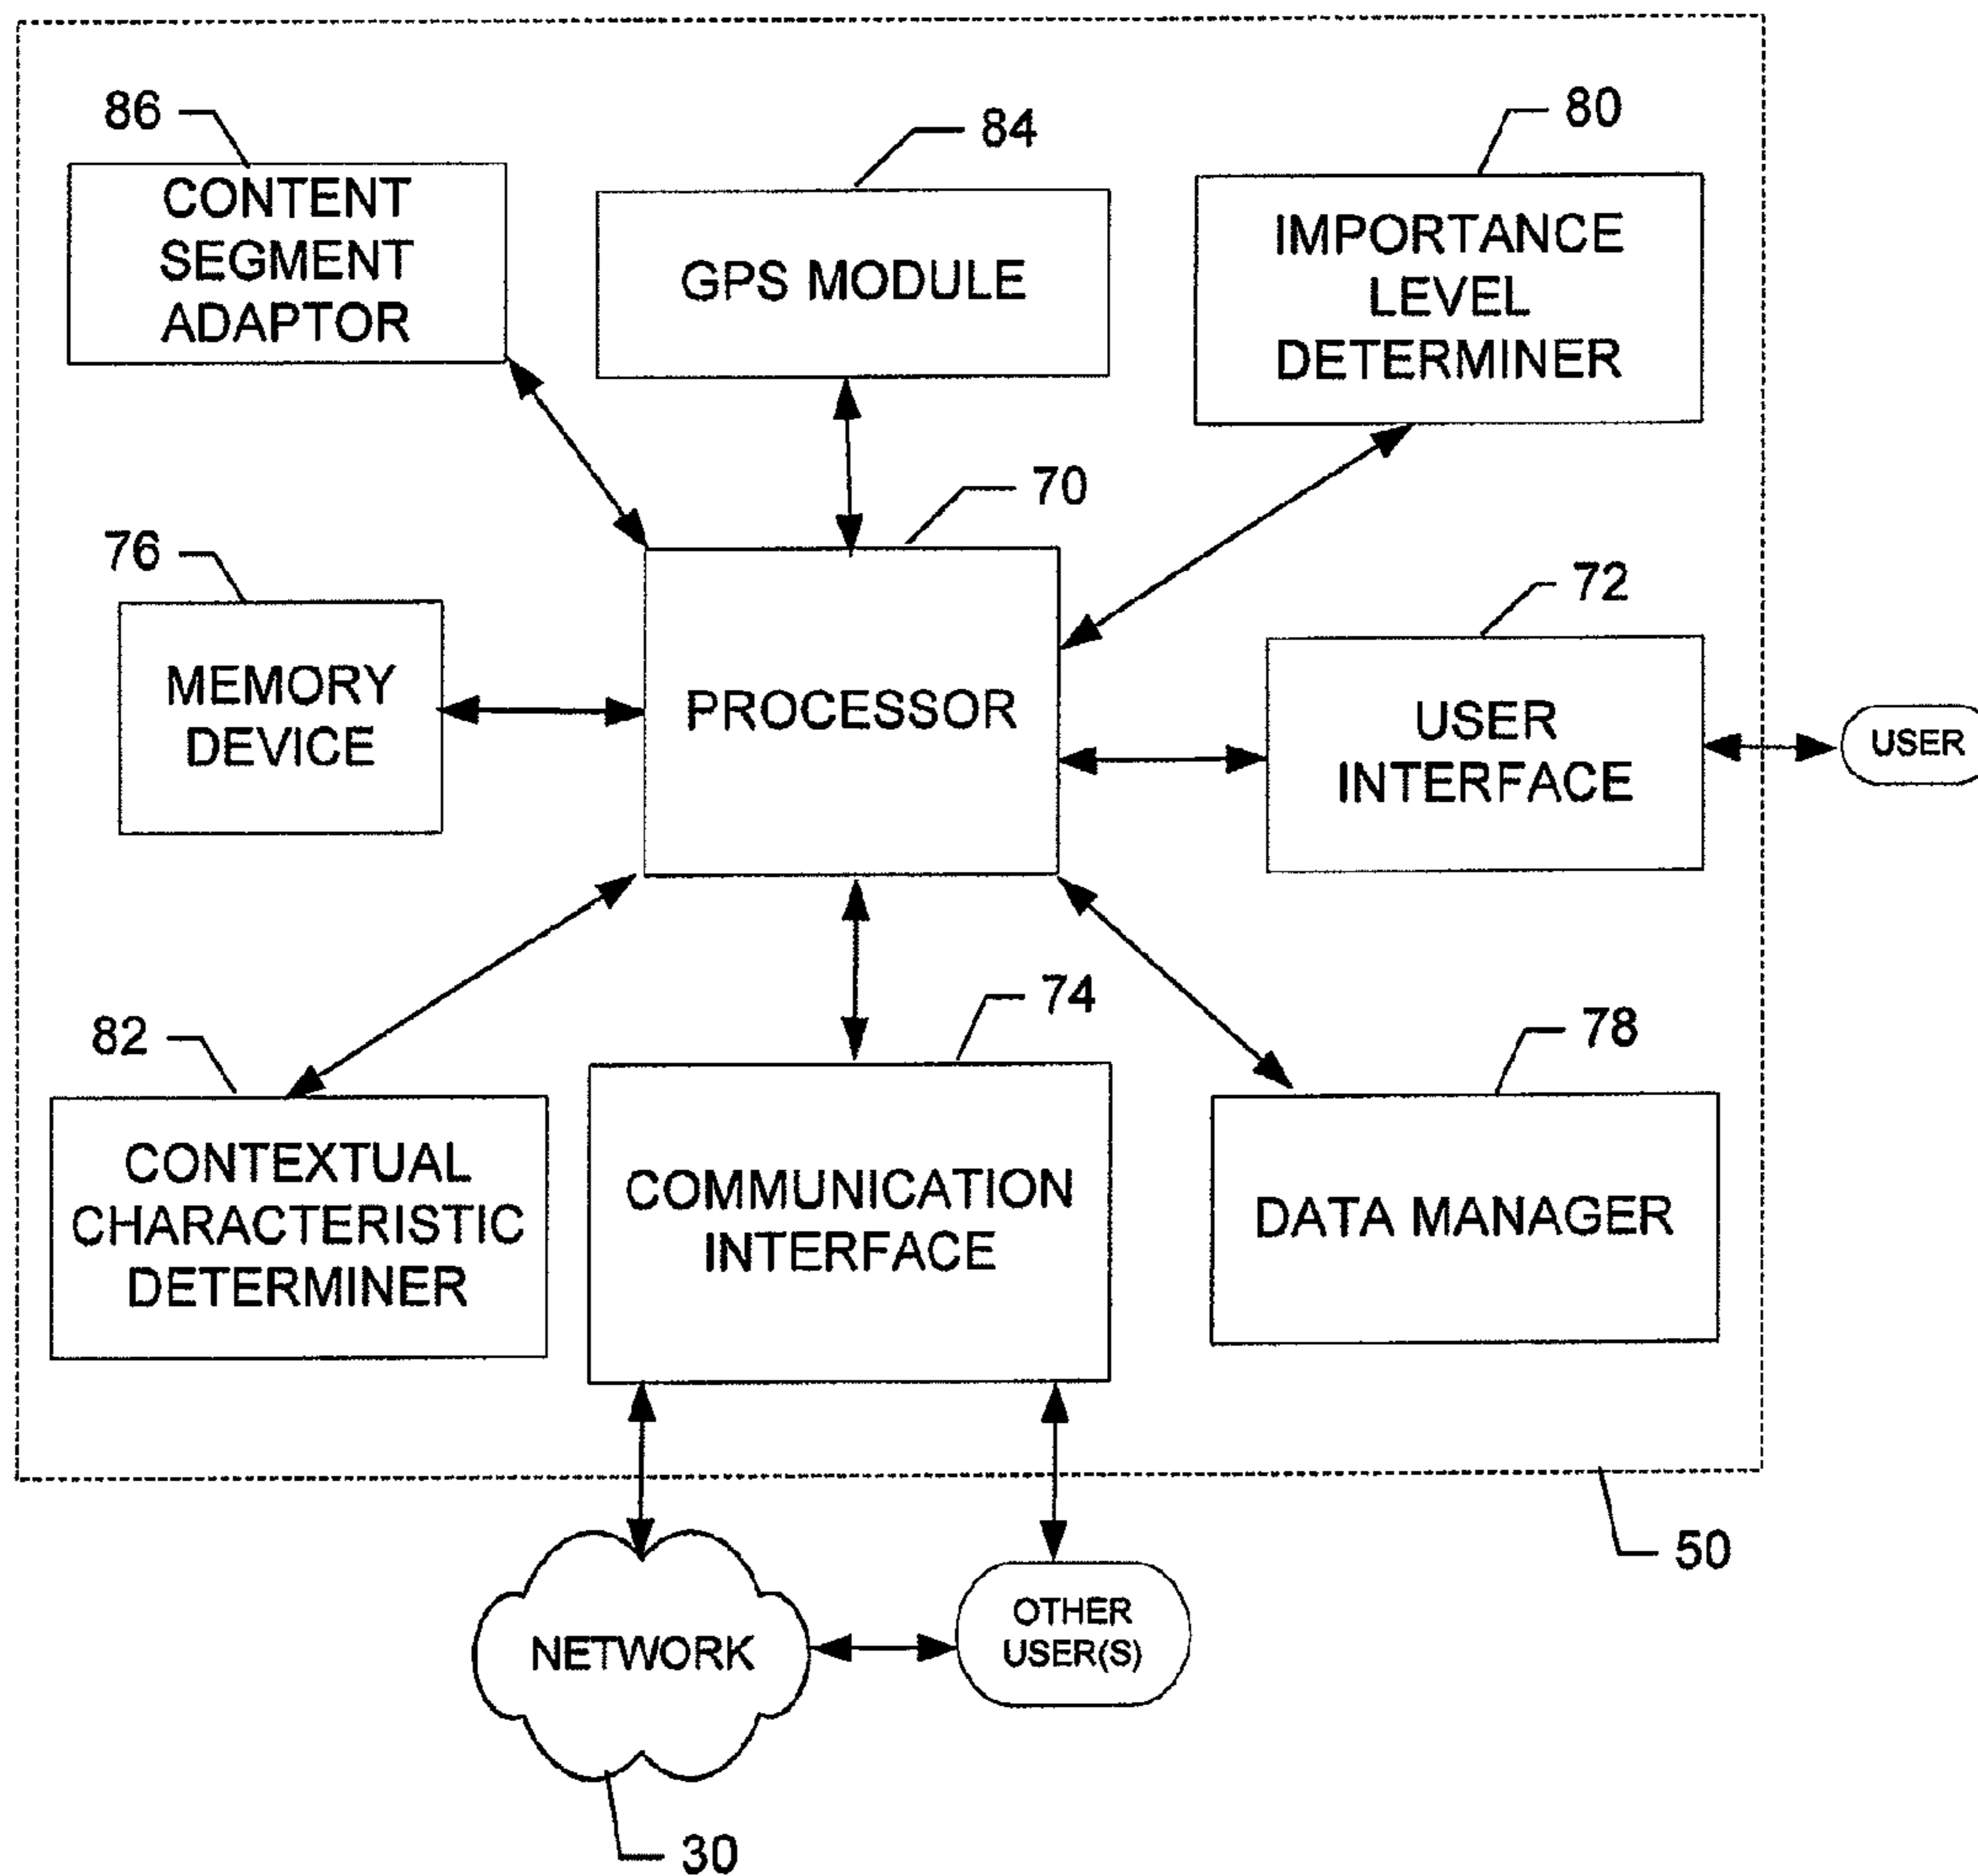 86
84
80
CONTENT
SEGMENT
ADAPTOR
GPS MODULE
IMPORTANCE
LEVEL
DETERMINER
70
76
72
MEMORY
DEVICE
PROCESSOR
USER
INTERFACE
USER
82
74
78
CONTEXTUAL
CHARACTERISTIC
DETERMINER
COMMUNICATION
INTERFACE
DATA MANAGER
50
NETWORK
OTHER
USER(S)
30